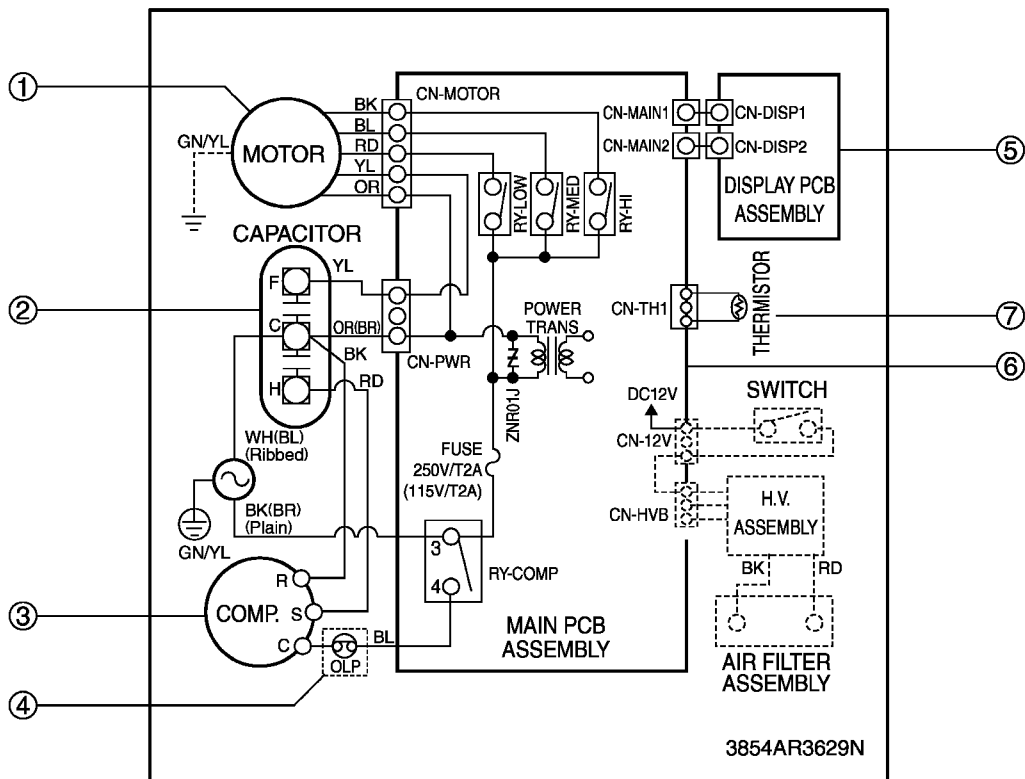 1
GN/YL
MOTOR
BK
BL
RD
YL
OR
CN-MOTOR
RY-LOW
RY-MED
RY-HI
CN-MAIN1
CN-MAIN2
CN-DISP1
CN-DISP2
DISPLAY PCB
ASSEMBLY
5
CAPACITOR
F
C
H
YL
OR(BR)
BK
RD
2
CN-PWR
POWER
TRANS
ZNR01J
CN-TH1
THERMISTOR
7
6
FUSE
250V/T2A
(115V/T2A)
DC12V
CN-12V
SWITCH
CN-HVB
H.V.
ASSEMBLY
BK
RD
AIR FILTER
ASSEMBLY
WH(BL)
(Ribbed)
BK(BR)
(Plain)
GN/YL
3
4
RY-COMP
COMP.
R
S
C
3
BL
OLP
4
MAIN PCB
ASSEMBLY
3854AR3629N